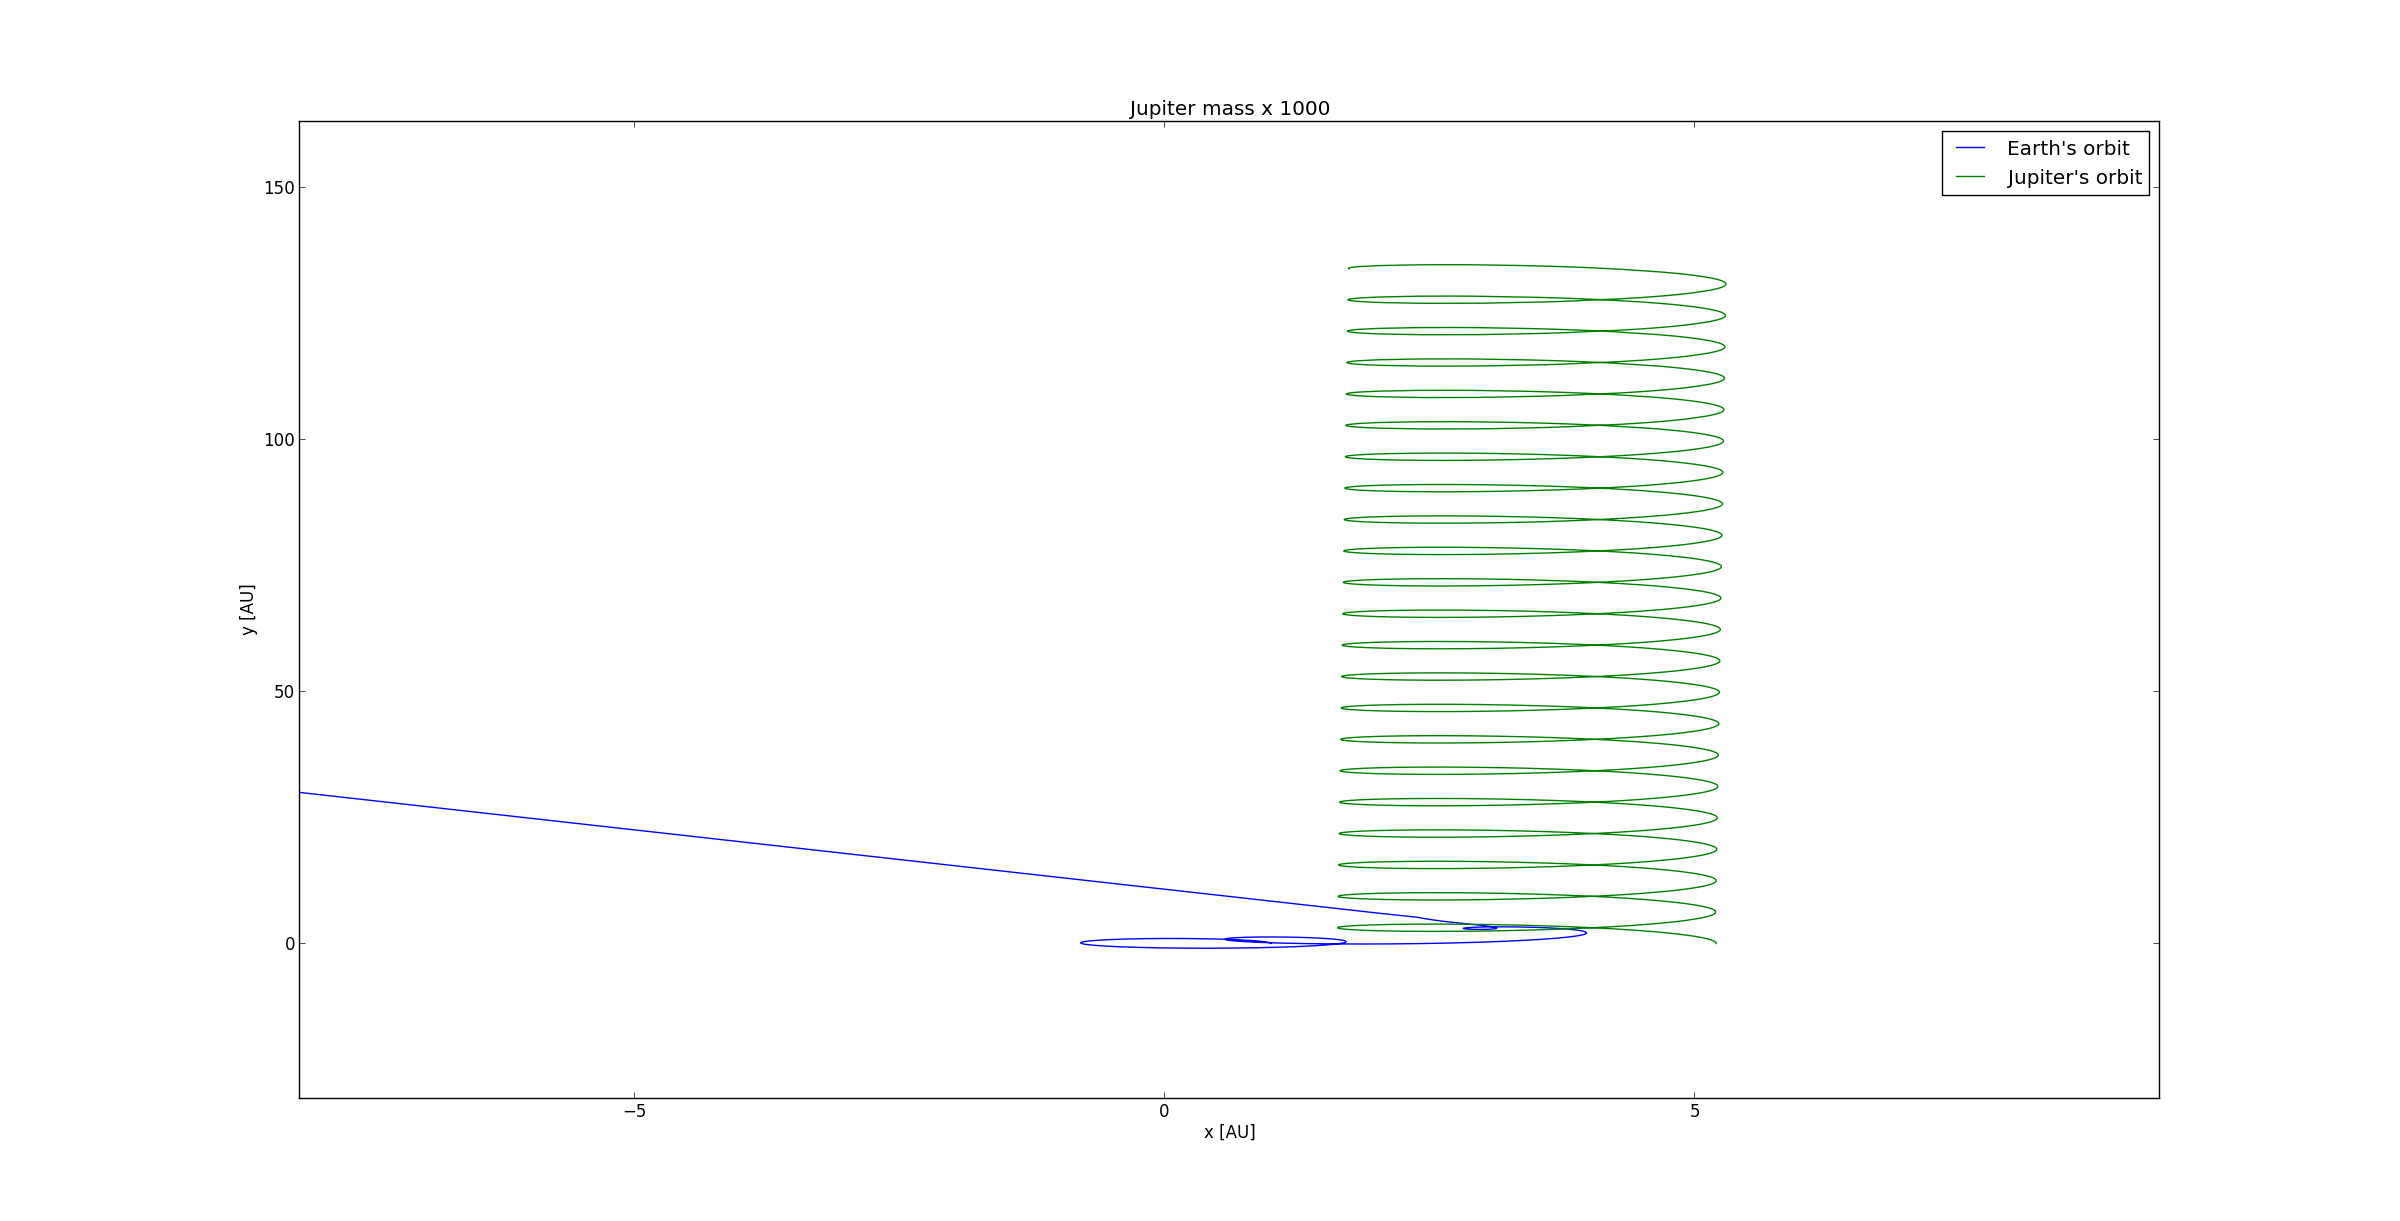 Jupiter mass x 1000
Earth's orbit
Jupiter's orbit
150
100
50
0
y [AU]
−5 0 5
x [AU]